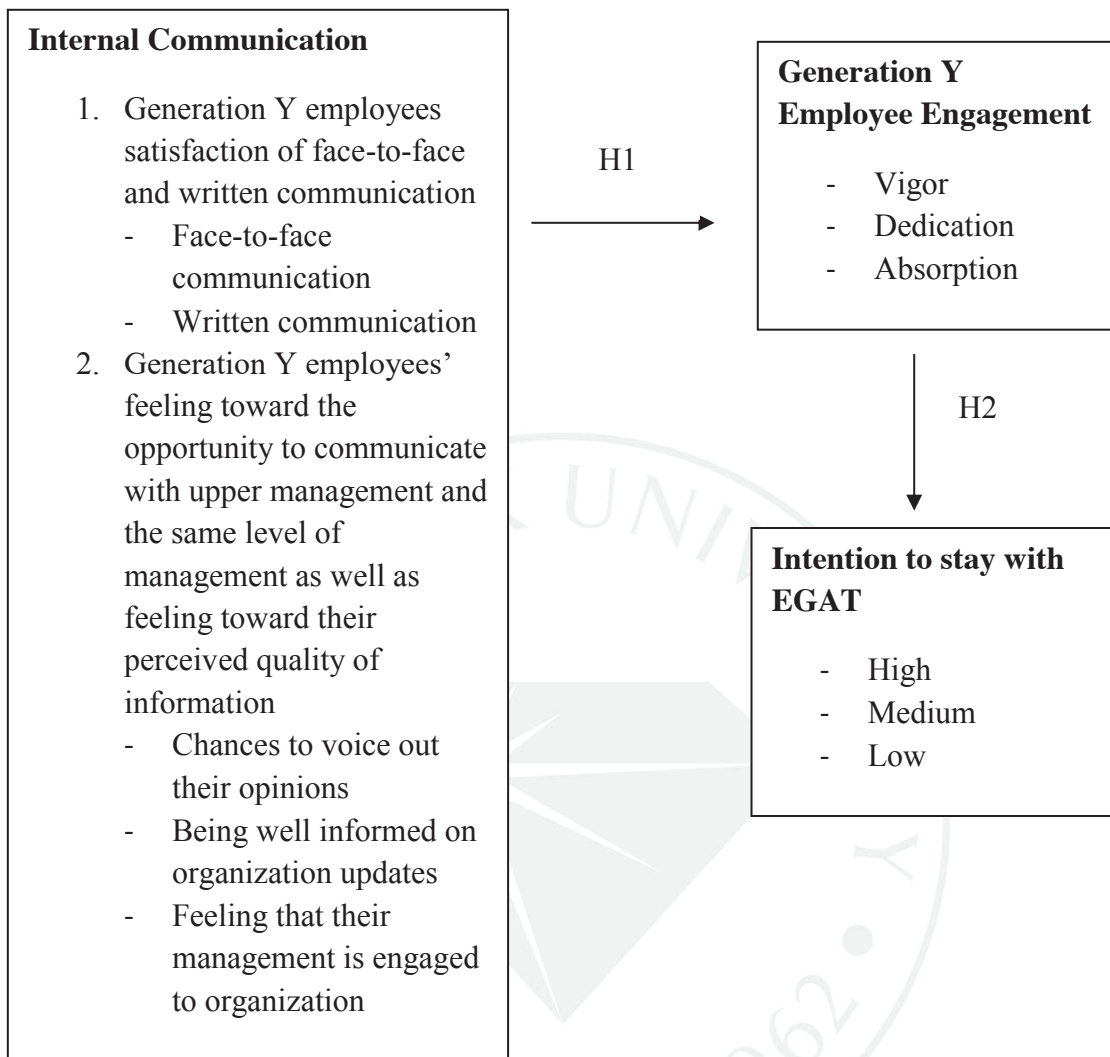 Internal Communication
1. Generation Y employees
satisfaction of face-to-face
and written communication
- Face-to-face
communication
- Written communication
2. Generation Y employees’
feeling toward the
opportunity to communicate
with upper management and
the same level of
management as well as
feeling toward their
perceived quality of
information
- Chances to voice out
their opinions
- Being well informed on
organization updates
- Feeling that their
management is engaged
to organization
H1
Generation Y
Employee Engagement
- Vigor
- Dedication
- Absorption
H2
Intention to stay with
EGAT
- High
- Medium
- Low